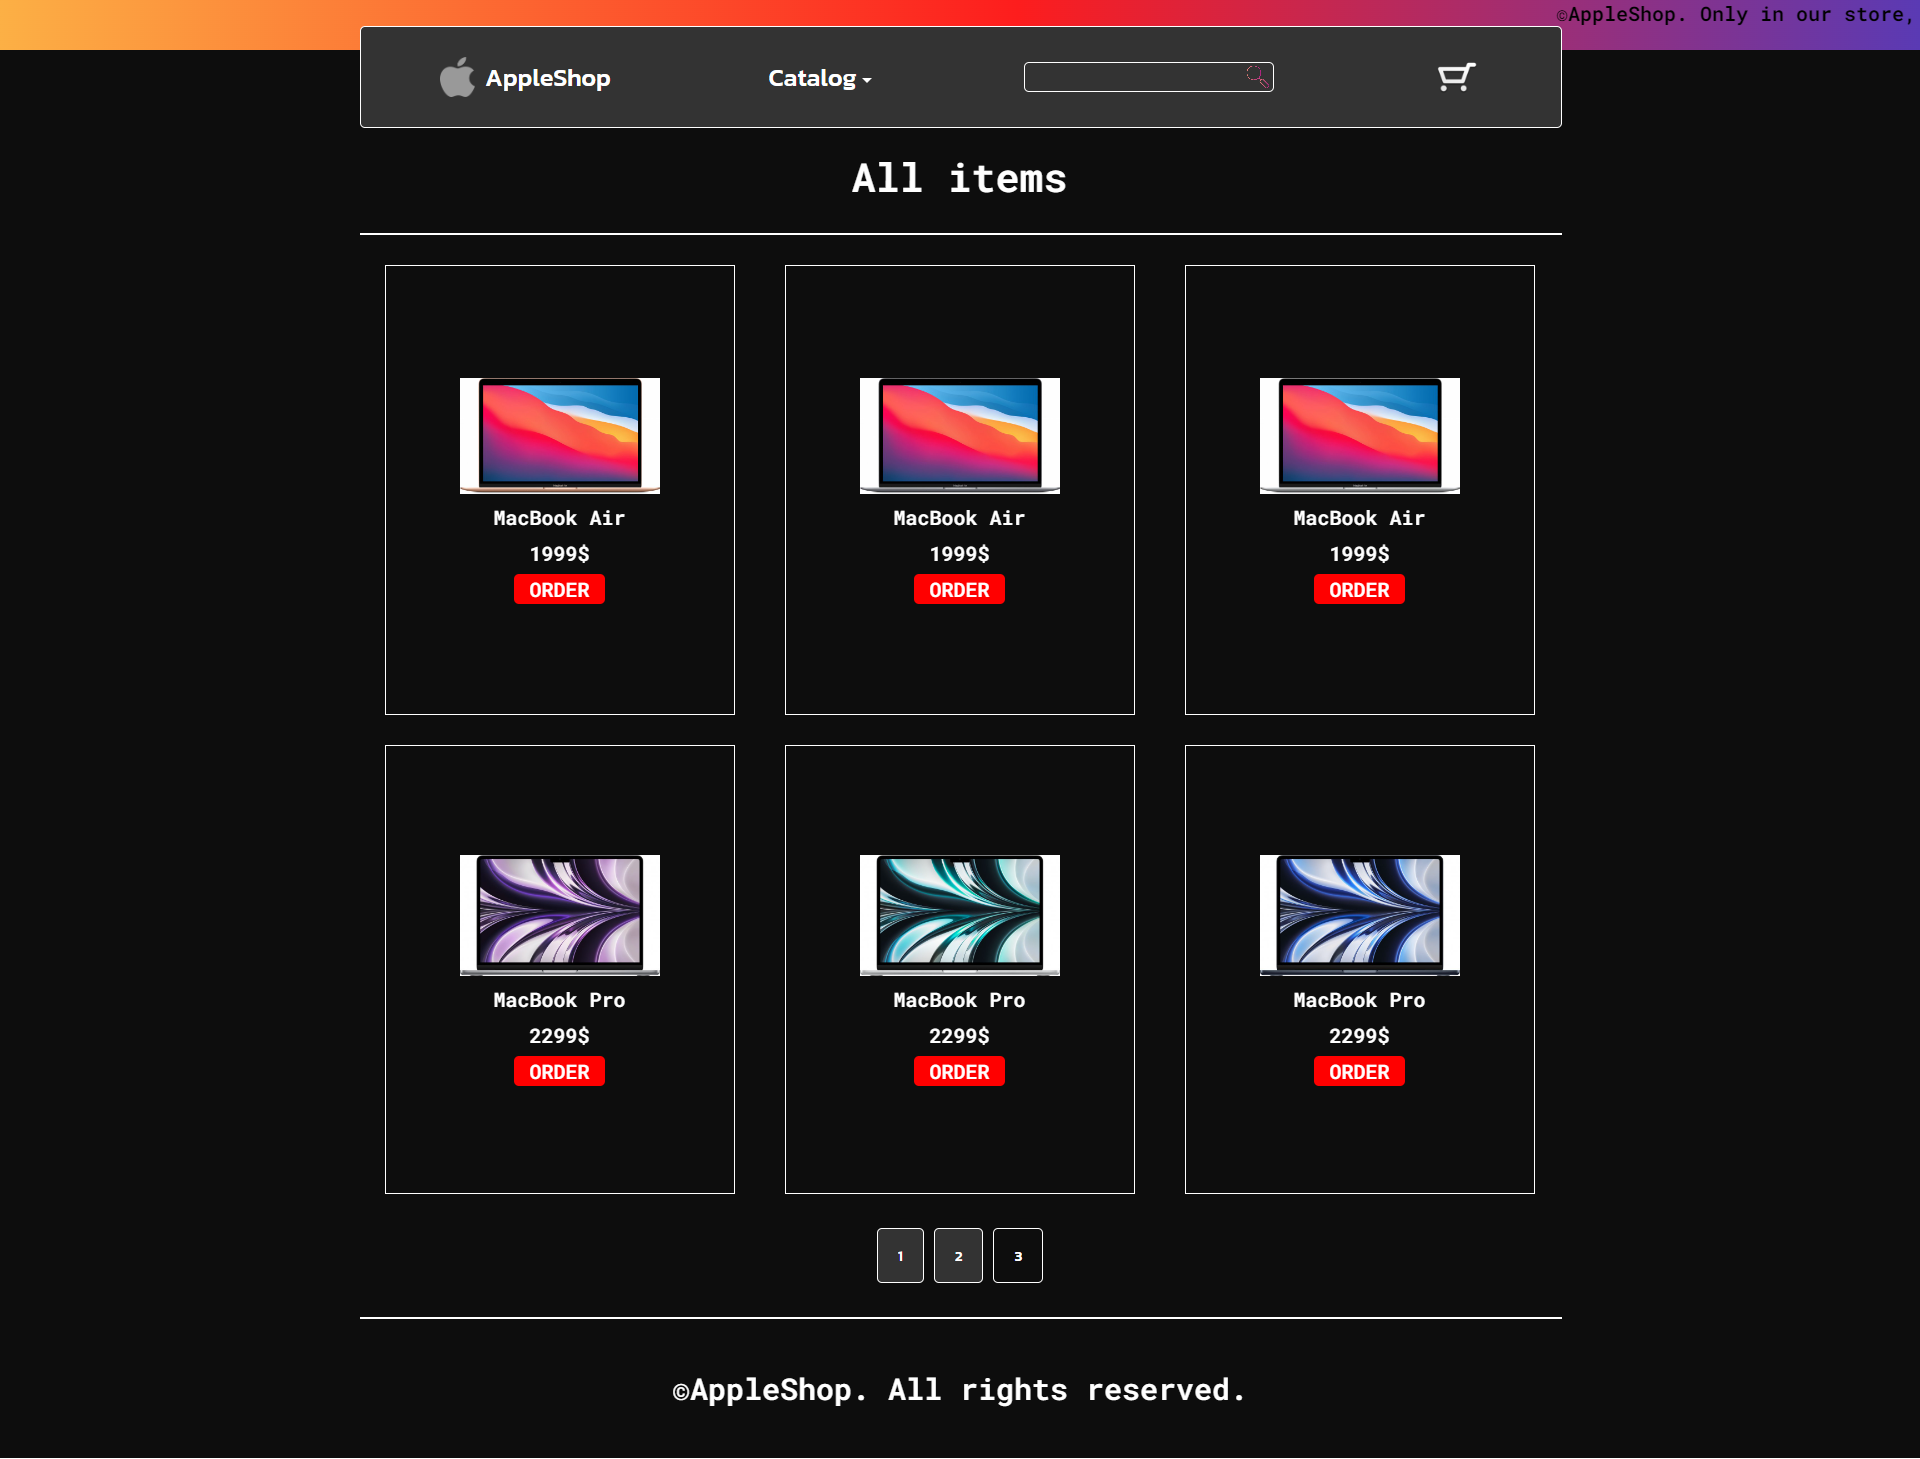 ©AppleShop. Only in our store,
AppleShop
Catalog
All items
MacBook Air
1999$
ORDER
MacBook Air
1999$
ORDER
MacBook Air
1999$
ORDER
MacBook Pro
2299$
ORDER
MacBook Pro
2299$
ORDER
MacBook Pro
2299$
ORDER
1
2
3
©AppleShop. All rights reserved.